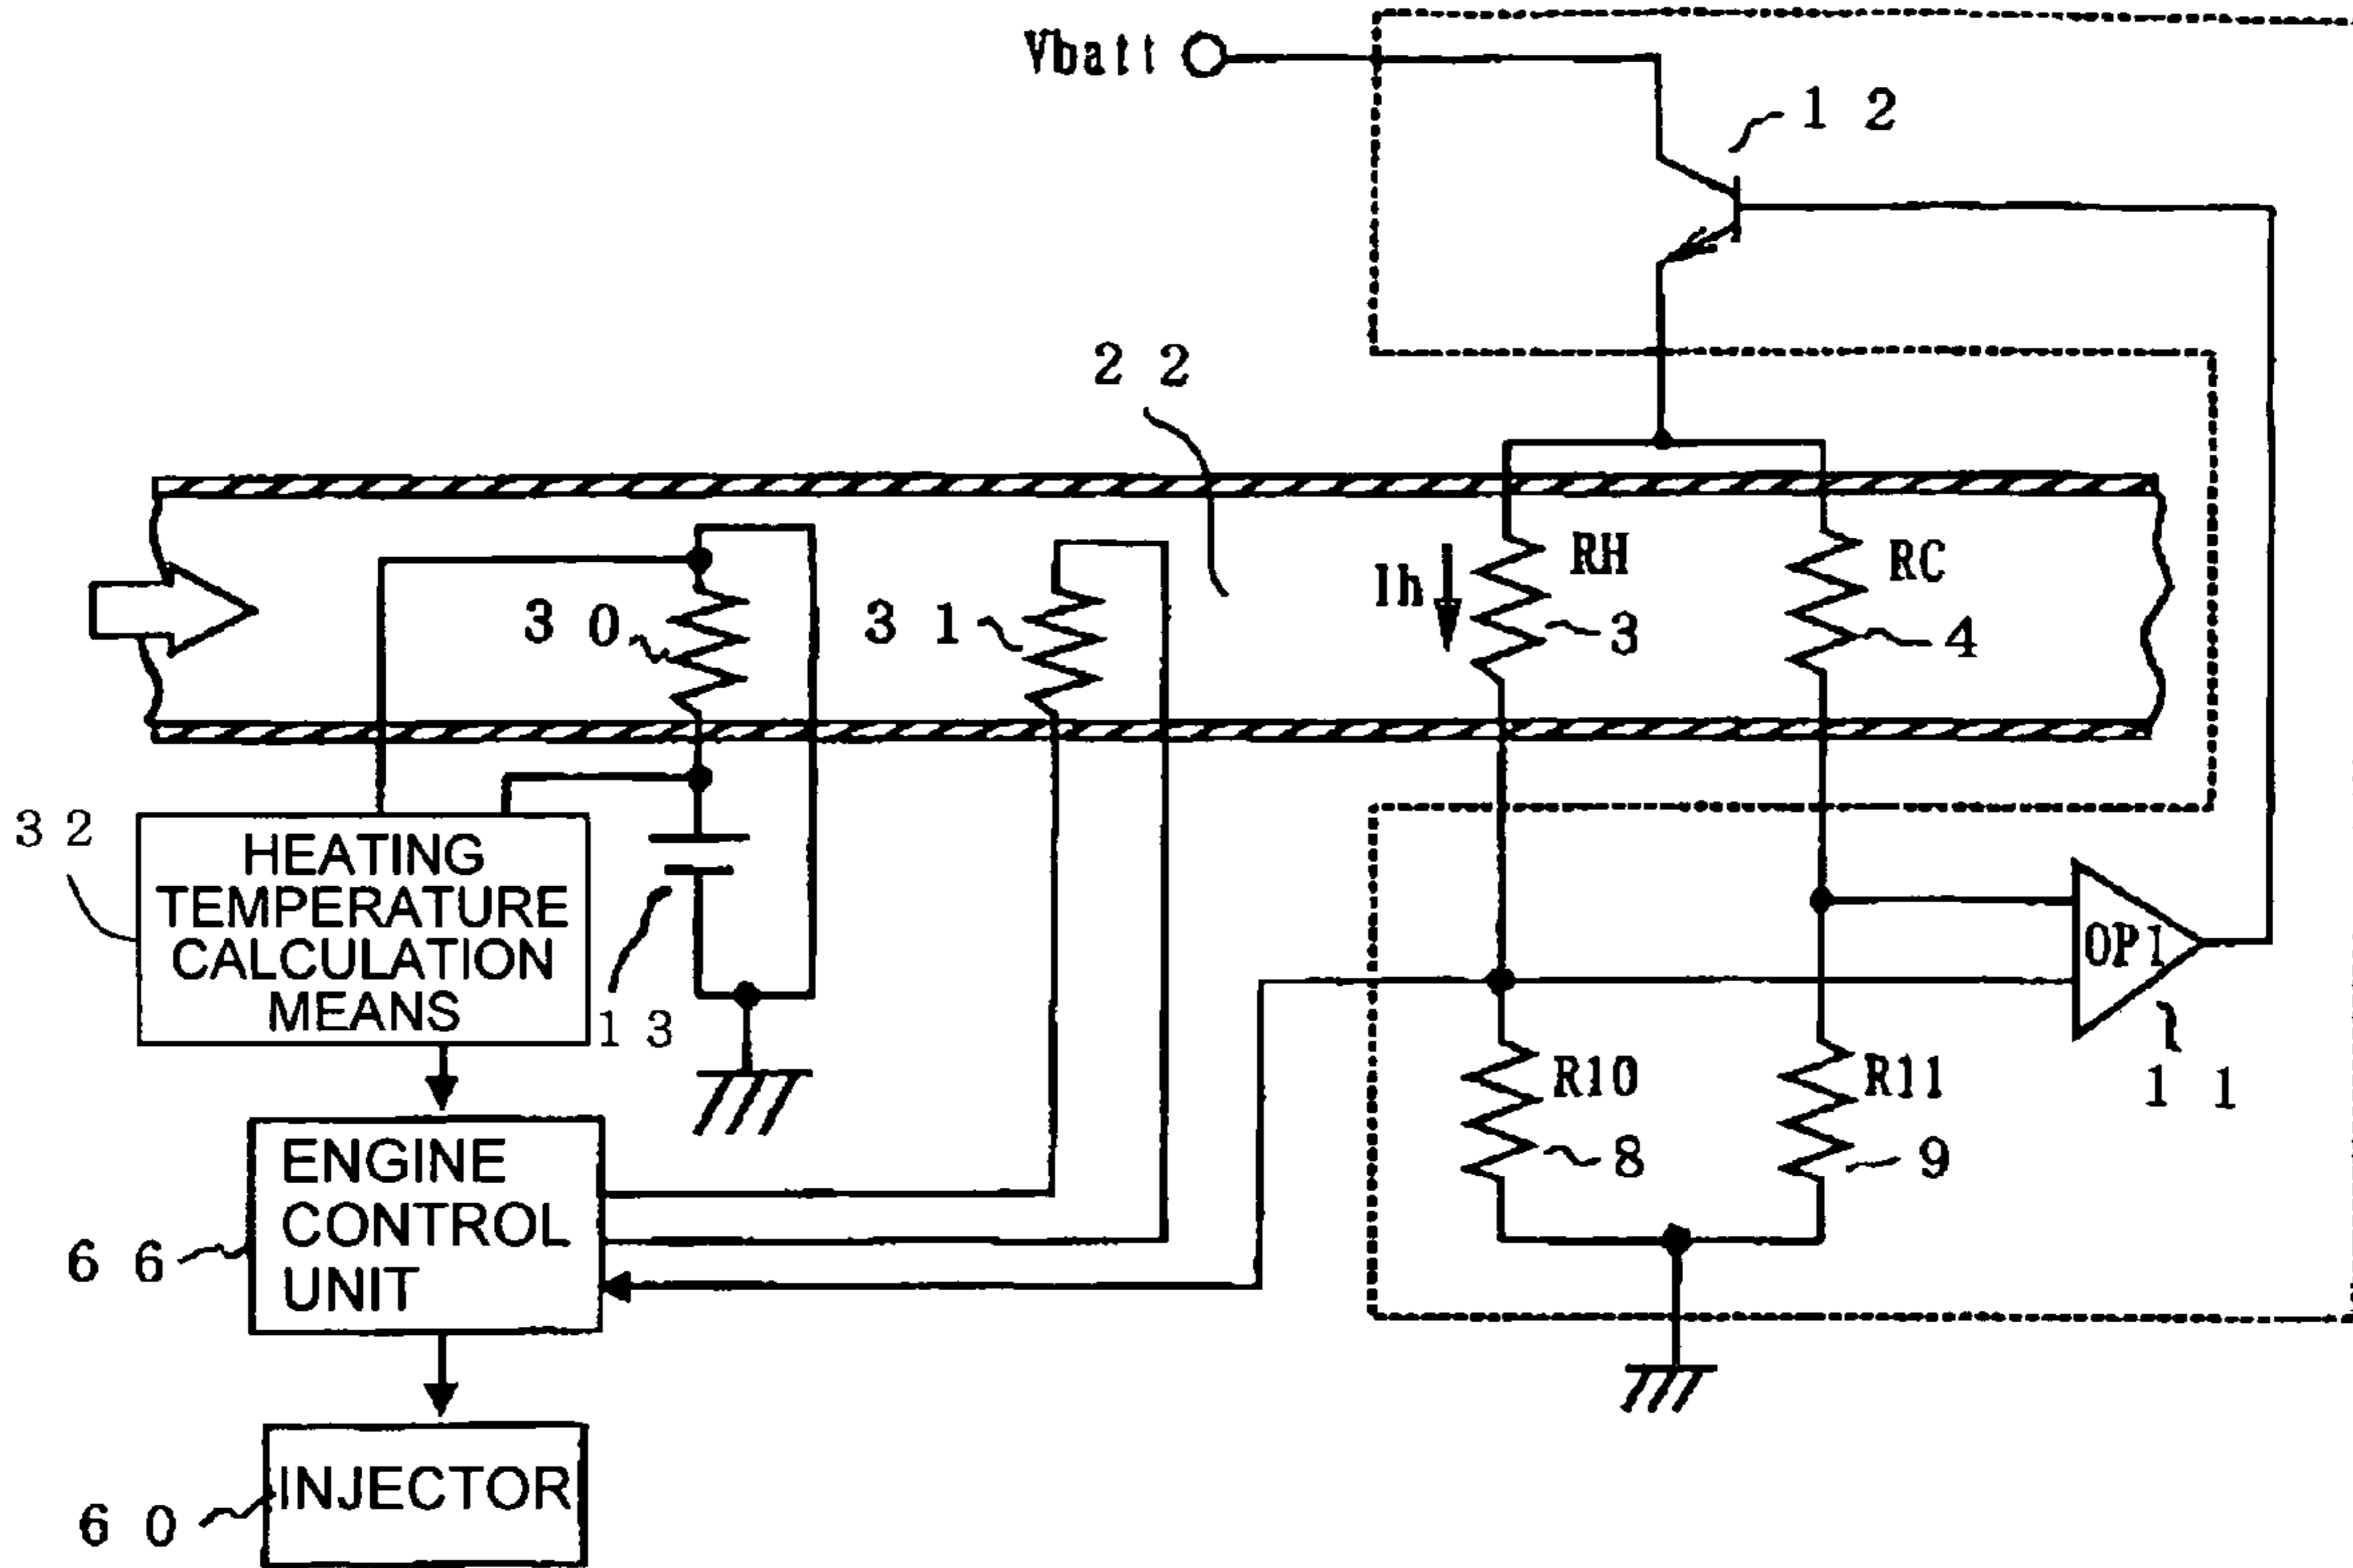 Vbatt
12
22
RH
RC
Ih
30
31
3
4
32
HEATING
TEMPERATURE
CALCULATION
MEANS
13
OP1
11
R10
R11
8
9
ENGINE
CONTROL
UNIT
66
INJECTOR
60